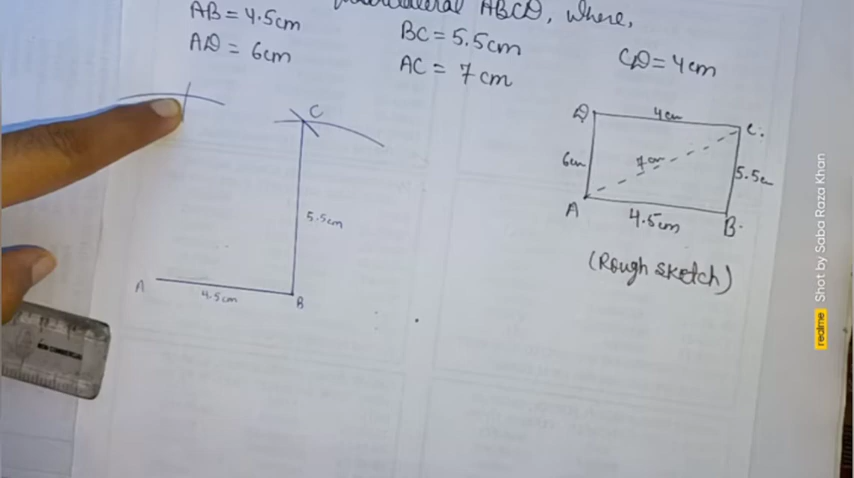 quadrilateral ABCD, where,
AB = 4.5cm
BC = 5.5cm
CD = 4cm
AD = 6cm
AC = 7cm
C
5.5cm
A
4.5cm
B
D
4cm
C.
6cm
7cm
5.5c
A
4.5cm
B.
(Rough sketch)
realme Shot by Saba Raza Khan